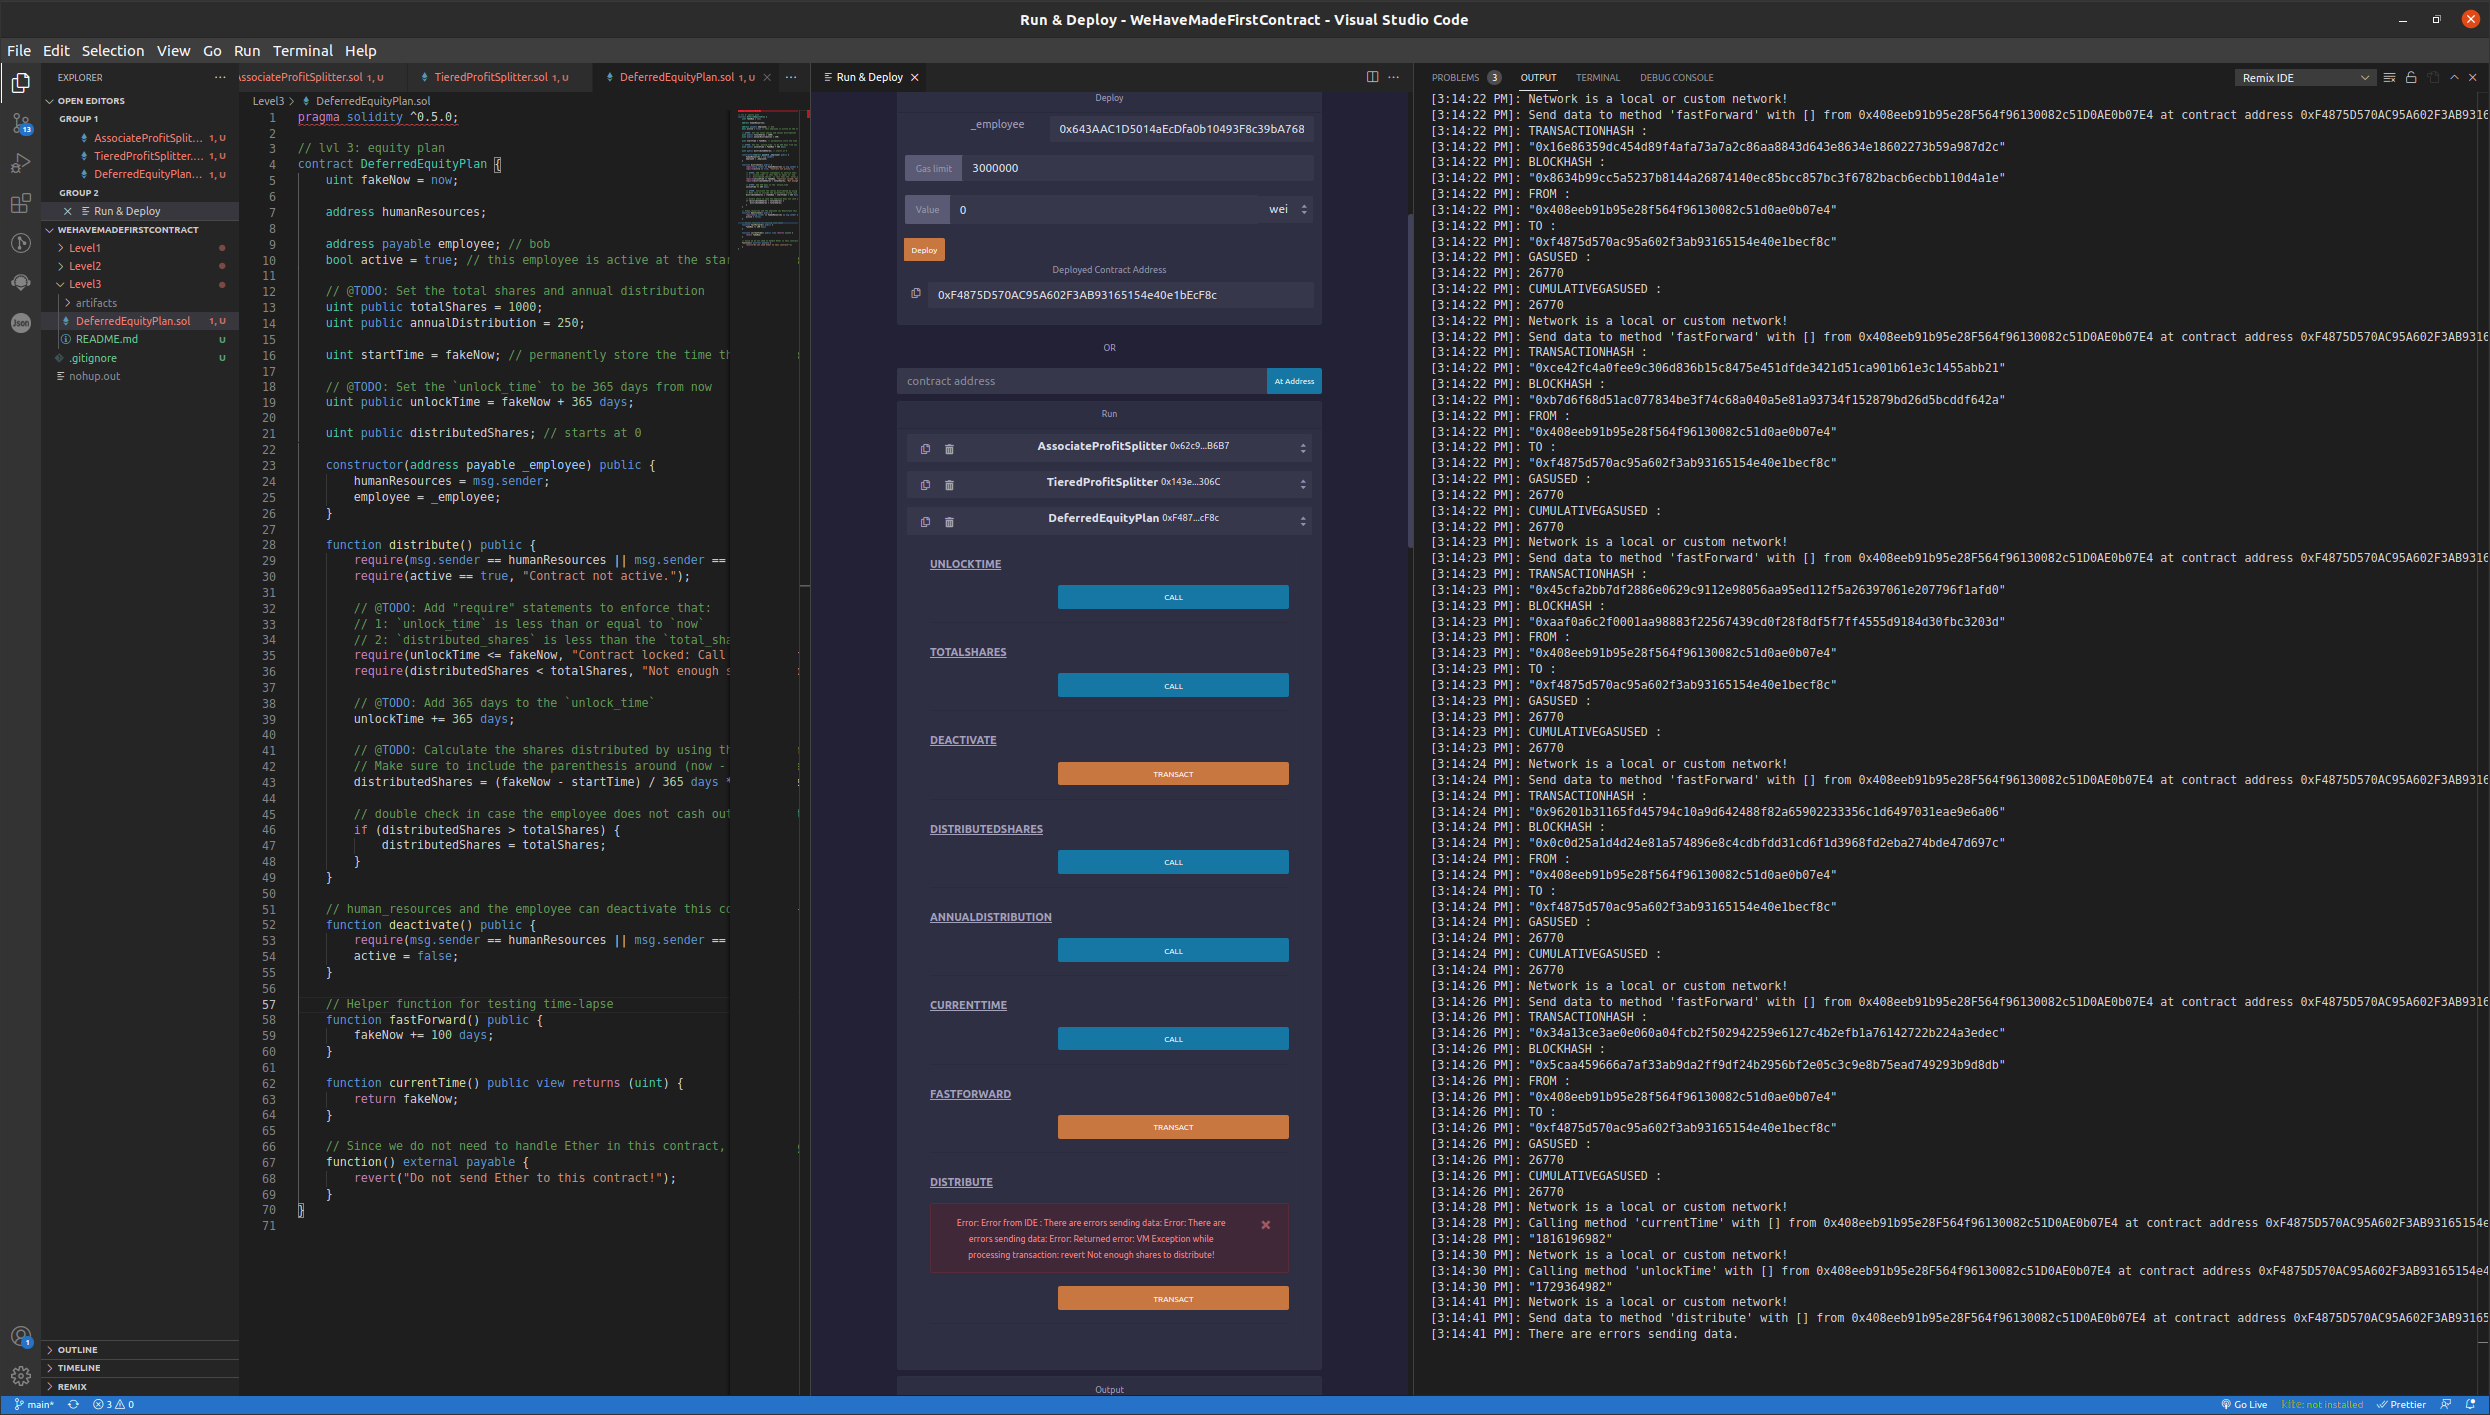 Run & Deploy - WeHaveMadeFirstContract - Visual Studio Code
File Edit Selection View Go Run Terminal Help
EXPLORER
OPEN EDITORS
GROUP 1
AssociateProfitSplit... 1, U
TieredProfitSplitter.... 1, U
DeferredEquityPlan... 1, U
GROUP 2
Run & Deploy
WEHAVEMADEFIRSTCONTRACT
Level1
Level2
Level3
artifacts
DeferredEquityPlan.sol 1, U
README.md U
.gitignore U
nohup.out
OUTLINE
TIMELINE
REMIX
13
Json
1
ssociateProfitSplitter.sol 1, U
TieredProfitSplitter.sol 1, U
DeferredEquityPlan.sol 1, U
Level3 > DeferredEquityPlan.sol
1 pragma solidity ^0.5.0;
2
3 // lvl 3: equity plan
4 contract DeferredEquityPlan {
5 uint fakeNow = now;
6
7 address humanResources;
8
9 address payable employee; // bob
10 bool active = true; // this employee is active at the star
11
12 // @TODO: Set the total shares and annual distribution
13 uint public totalShares = 1000;
14 uint public annualDistribution = 250;
15
16 uint startTime = fakeNow; // permanently store the time th
17
18 // @TODO: Set the `unlock_time` to be 365 days from now
19 uint public unlockTime = fakeNow + 365 days;
20
21 uint public distributedShares; // starts at 0
22
23 constructor(address payable _employee) public {
24 humanResources = msg.sender;
25 employee = _employee;
26 }
27
28 function distribute() public {
29 require(msg.sender == humanResources || msg.sender ==
30 require(active == true, "Contract not active.");
31
32 // @TODO: Add "require" statements to enforce that:
33 // 1: `unlock_time` is less than or equal to `now`
34 // 2: `distributed_shares` is less than the `total_sha
35 require(unlockTime <= fakeNow, "Contract locked: Call
36 require(distributedShares < totalShares, "Not enough s
37
38 // @TODO: Add 365 days to the `unlock_time`
39 unlockTime += 365 days;
40
41 // @TODO: Calculate the shares distributed by using th
42 // Make sure to include the parenthesis around (now -
43 distributedShares = (fakeNow - startTime) / 365 days *
44
45 // double check in case the employee does not cash out
46 if (distributedShares > totalShares) {
47 distributedShares = totalShares;
48 }
49 }
50
51 // human_resources and the employee can deactivate this co
52 function deactivate() public {
53 require(msg.sender == humanResources || msg.sender ==
54 active = false;
55 }
56
57 // Helper function for testing time-lapse
58 function fastForward() public {
59 fakeNow += 100 days;
60 }
61
62 function currentTime() public view returns (uint) {
63 return fakeNow;
64 }
65
66 // Since we do not need to handle Ether in this contract,
67 function() external payable {
68 revert("Do not send Ether to this contract!");
69 }
70 }
71
Run & Deploy
Deploy
_employee 0x643AAC1D5014aEcDfa0b10493F8c39bA768
Gas limit 3000000
Value 0 wei
Deploy
Deployed Contract Address
0xF4875D570AC95A602F3AB93165154e40e1bEcF8c
OR
contract address At Address
Run
AssociateProfitSplitter 0x62c9...B6B7
TieredProfitSplitter 0x143e...306C
DeferredEquityPlan 0xF487...cF8c
UNLOCKTIME
CALL
TOTALSHARES
CALL
DEACTIVATE
TRANSACT
DISTRIBUTEDSHARES
CALL
ANNUALDISTRIBUTION
CALL
CURRENTTIME
CALL
FASTFORWARD
TRANSACT
DISTRIBUTE
Error: Error from IDE : There are errors sending data: Error: There are
errors sending data: Error: Returned error: VM Exception while
processing transaction: revert Not enough shares to distribute!
TRANSACT
Output
PROBLEMS 3 OUTPUT TERMINAL DEBUG CONSOLE Remix IDE
[3:14:22 PM]: Network is a local or custom network!
[3:14:22 PM]: Send data to method 'fastForward' with [] from 0x408eeb91b95e28F564f96130082c51D0AE0b07E4 at contract address 0xF4875D570AC95A602F3AB9316
[3:14:22 PM]: TRANSACTIONHASH :
[3:14:22 PM]: "0x16e86359dc454d89f4afa73a7a2c86aa8843d643e8634e18602273b59a987d2c"
[3:14:22 PM]: BLOCKHASH :
[3:14:22 PM]: "0x8634b99cc5a5237b8144a26874140ec85bcc857bc3f6782bacb6ecbb110d4a1e"
[3:14:22 PM]: FROM :
[3:14:22 PM]: "0x408eeb91b95e28f564f96130082c51d0ae0b07e4"
[3:14:22 PM]: TO :
[3:14:22 PM]: "0xf4875d570ac95a602f3ab93165154e40e1becf8c"
[3:14:22 PM]: GASUSED :
[3:14:22 PM]: 26770
[3:14:22 PM]: CUMULATIVEGASUSED :
[3:14:22 PM]: 26770
[3:14:22 PM]: Network is a local or custom network!
[3:14:22 PM]: Send data to method 'fastForward' with [] from 0x408eeb91b95e28F564f96130082c51D0AE0b07E4 at contract address 0xF4875D570AC95A602F3AB9316
[3:14:22 PM]: TRANSACTIONHASH :
[3:14:22 PM]: "0xce42fc4a0fee9c306d836b15c8475e451dfde3421d51ca901b61e3c1455abb21"
[3:14:22 PM]: BLOCKHASH :
[3:14:22 PM]: "0xb7d6f68d51ac077834be3f74c68a040a5e81a93734f152879bd26d5bcddf642a"
[3:14:22 PM]: FROM :
[3:14:22 PM]: "0x408eeb91b95e28f564f96130082c51d0ae0b07e4"
[3:14:22 PM]: TO :
[3:14:22 PM]: "0xf4875d570ac95a602f3ab93165154e40e1becf8c"
[3:14:22 PM]: GASUSED :
[3:14:22 PM]: 26770
[3:14:22 PM]: CUMULATIVEGASUSED :
[3:14:22 PM]: 26770
[3:14:23 PM]: Network is a local or custom network!
[3:14:23 PM]: Send data to method 'fastForward' with [] from 0x408eeb91b95e28F564f96130082c51D0AE0b07E4 at contract address 0xF4875D570AC95A602F3AB9316
[3:14:23 PM]: TRANSACTIONHASH :
[3:14:23 PM]: "0x45cfa2bb7df2886e0629c9112e98056aa95ed112f5a26397061e207796f1afd0"
[3:14:23 PM]: BLOCKHASH :
[3:14:23 PM]: "0xaaf0a6c2f0001aa98883f22567439cd0f28f8df5f7ff4555d9184d30fbc3203d"
[3:14:23 PM]: FROM :
[3:14:23 PM]: "0x408eeb91b95e28f564f96130082c51d0ae0b07e4"
[3:14:23 PM]: TO :
[3:14:23 PM]: "0xf4875d570ac95a602f3ab93165154e40e1becf8c"
[3:14:23 PM]: GASUSED :
[3:14:23 PM]: 26770
[3:14:23 PM]: CUMULATIVEGASUSED :
[3:14:23 PM]: 26770
[3:14:24 PM]: Network is a local or custom network!
[3:14:24 PM]: Send data to method 'fastForward' with [] from 0x408eeb91b95e28F564f96130082c51D0AE0b07E4 at contract address 0xF4875D570AC95A602F3AB9316
[3:14:24 PM]: TRANSACTIONHASH :
[3:14:24 PM]: "0x96201b31165fd45794c10a9d642488f82a65902233356c1d6497031eae9e6a06"
[3:14:24 PM]: BLOCKHASH :
[3:14:24 PM]: "0x0c0d25a1d4d24e81a574896e8c4cdbfdd31cd6f1d3968fd2eba274bde47d697c"
[3:14:24 PM]: FROM :
[3:14:24 PM]: "0x408eeb91b95e28f564f96130082c51d0ae0b07e4"
[3:14:24 PM]: TO :
[3:14:24 PM]: "0xf4875d570ac95a602f3ab93165154e40e1becf8c"
[3:14:24 PM]: GASUSED :
[3:14:24 PM]: 26770
[3:14:24 PM]: CUMULATIVEGASUSED :
[3:14:24 PM]: 26770
[3:14:26 PM]: Network is a local or custom network!
[3:14:26 PM]: Send data to method 'fastForward' with [] from 0x408eeb91b95e28F564f96130082c51D0AE0b07E4 at contract address 0xF4875D570AC95A602F3AB9316
[3:14:26 PM]: TRANSACTIONHASH :
[3:14:26 PM]: "0x34a13ce3ae0e060a04fcb2f502942259e6127c4b2efb1a76142722b224a3edec"
[3:14:26 PM]: BLOCKHASH :
[3:14:26 PM]: "0x5caa459666a7af33ab9da2ff9df24b2956bf2e05c3c9e8b75ead749293b9d8db"
[3:14:26 PM]: FROM :
[3:14:26 PM]: "0x408eeb91b95e28f564f96130082c51d0ae0b07e4"
[3:14:26 PM]: TO :
[3:14:26 PM]: "0xf4875d570ac95a602f3ab93165154e40e1becf8c"
[3:14:26 PM]: GASUSED :
[3:14:26 PM]: 26770
[3:14:26 PM]: CUMULATIVEGASUSED :
[3:14:26 PM]: 26770
[3:14:28 PM]: Network is a local or custom network!
[3:14:28 PM]: Calling method 'currentTime' with [] from 0x408eeb91b95e28F564f96130082c51D0AE0b07E4 at contract address 0xF4875D570AC95A602F3AB93165154e
[3:14:28 PM]: "1816196982"
[3:14:30 PM]: Network is a local or custom network!
[3:14:30 PM]: Calling method 'unlockTime' with [] from 0x408eeb91b95e28F564f96130082c51D0AE0b07E4 at contract address 0xF4875D570AC95A602F3AB93165154e4
[3:14:30 PM]: "1729364982"
[3:14:41 PM]: Network is a local or custom network!
[3:14:41 PM]: Send data to method 'distribute' with [] from 0x408eeb91b95e28F564f96130082c51D0AE0b07E4 at contract address 0xF4875D570AC95A602F3AB93165
[3:14:41 PM]: There are errors sending data.
main* 3 0 Go Live kite: not installed Prettier